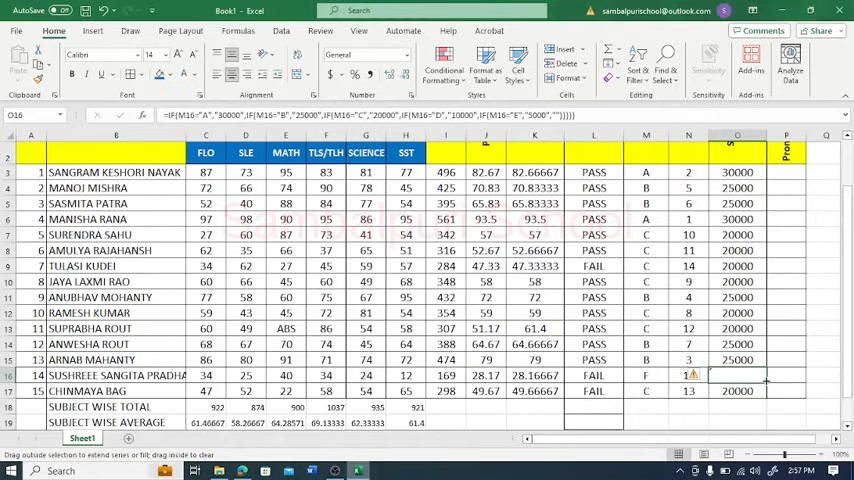 AutoSave Off Book1 - Excel Search sambalpurischool@outlook.com S
File Home Insert Draw Page Layout Formulas Data Review View Automate Help Acrobat Comments Share
Calibri 14 General Insert
Paste B I U Conditional Format as Cell Delete Sort & Find & Sensitivity Add-ins Analyze
Formatting Table Styles Format Filter Select Data
Clipboard Font Alignment Number Styles Cells Editing Sensitivity Add-ins
O16 fx =IF(M16="A","30000",IF(M16="B","25000",IF(M16="C","20000",IF(M16="D","10000",IF(M16="E","5000","")))))
A B C D E F G H I J K L M N O P Q
2 FLO SLE MATH TLS/TLH SCIENCE SST Pron
3 1 SANGRAM KESHORI NAYAK 87 73 95 83 81 77 496 82.67 82.66667 PASS A 2 30000
4 2 MANOJ MISHRA 72 66 74 90 78 45 425 70.83 70.83333 PASS B 5 25000
5 3 SASMITA PATRA 52 40 88 84 77 54 395 65.83 65.83333 PASS B 6 25000
6 4 MANISHA RANA 97 98 90 95 86 95 561 93.5 93.5 PASS A 1 30000
7 5 SURENDRA SAHU 27 60 87 73 41 54 342 57 57 PASS C 10 20000
8 6 AMULYA RAJAHANSH 62 35 66 37 65 51 316 52.67 52.66667 PASS C 11 20000
9 7 TULASI KUDEI 34 62 27 45 59 57 284 47.33 47.33333 FAIL C 14 20000
10 8 JAYA LAXMI RAO 60 66 45 60 49 68 348 58 58 PASS C 9 20000
11 9 ANUBHAV MOHANTY 77 58 60 75 67 95 432 72 72 PASS B 4 25000
12 10 RAMESH KUMAR 59 43 45 72 81 54 354 59 59 PASS C 8 20000
13 11 SUPRABHA ROUT 60 49 ABS 86 54 58 307 51.17 61.4 PASS C 12 20000
14 12 ANWESHA ROUT 68 67 70 74 45 64 388 64.67 64.66667 PASS B 7 25000
15 13 ARNAB MAHANTY 86 80 91 71 74 72 474 79 79 PASS B 3 25000
16 14 SUSHREEE SANGITA PRADHA 34 25 40 34 24 12 169 28.17 28.16667 FAIL F
17 15 CHINMAYA BAG 47 52 22 58 54 65 298 49.67 49.66667 FAIL C 13 20000
18 SUBJECT WISE TOTAL 922 874 900 1037 935 921
19 SUBJECT WISE AVERAGE 61.46667 58.26667 64.28571 69.13333 62.33333 61.4
Sambalpuri School
Sheet1
Drag outside to extend series or fill; drag inside to clear 100%
Search 2:57 PM